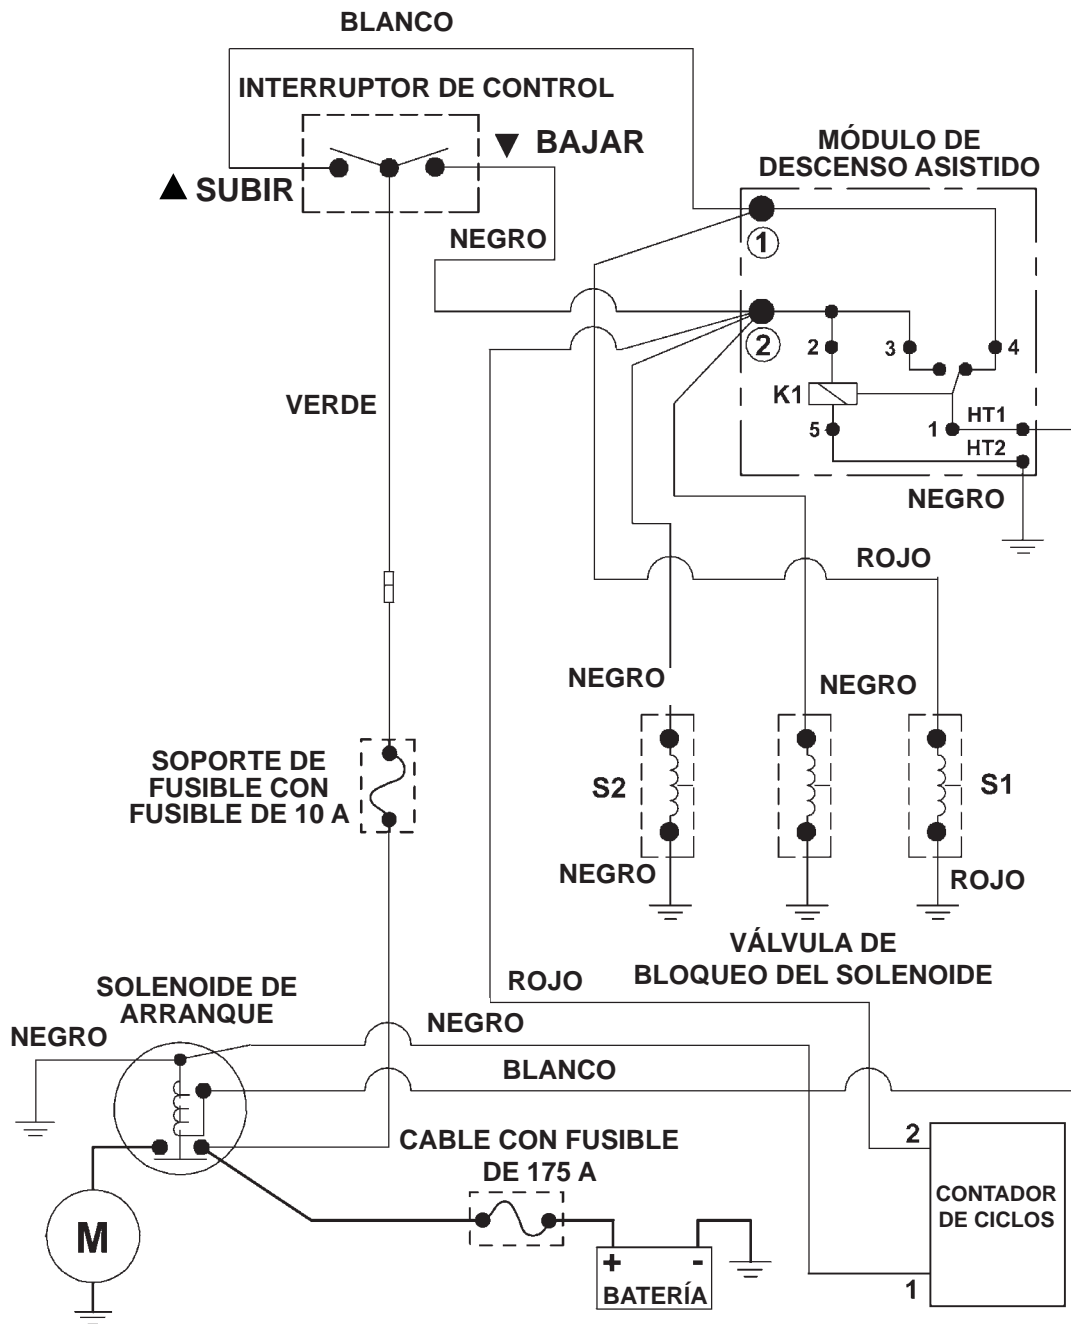 BLANCO
INTERRUPTOR DE CONTROL
▼ BAJAR
▲ SUBIR
NEGRO
MÓDULO DE
DESCENSO ASISTIDO
1
2
2
3
4
K1
5
1
HT1
HT2
NEGRO
VERDE
ROJO
NEGRO
NEGRO
SOPORTE DE
FUSIBLE CON
FUSIBLE DE 10 A
S2
S1
NEGRO
ROJO
VÁLVULA DE
BLOQUEO DEL SOLENOIDE
SOLENOIDE DE
ARRANQUE
ROJO
NEGRO
NEGRO
BLANCO
CABLE CON FUSIBLE
DE 175 A
2
CONTADOR
DE CICLOS
1
M
+
-
BATERÍA